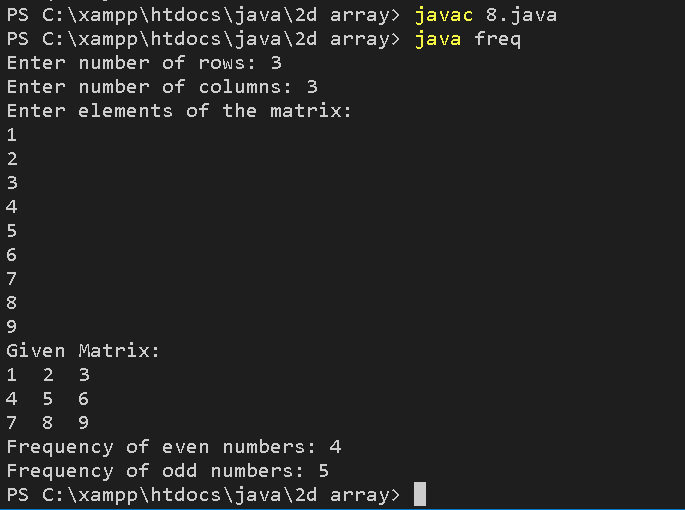 PS C:\xampp\htdocs\java\2d array> javac 8.java
PS C:\xampp\htdocs\java\2d array> java freq
Enter number of rows: 3
Enter number of columns: 3
Enter elements of the matrix:
1
2
3
4
5
6
7
8
9
Given Matrix:
1  2  3
4  5  6
7  8  9
Frequency of even numbers: 4
Frequency of odd numbers: 5
PS C:\xampp\htdocs\java\2d array>